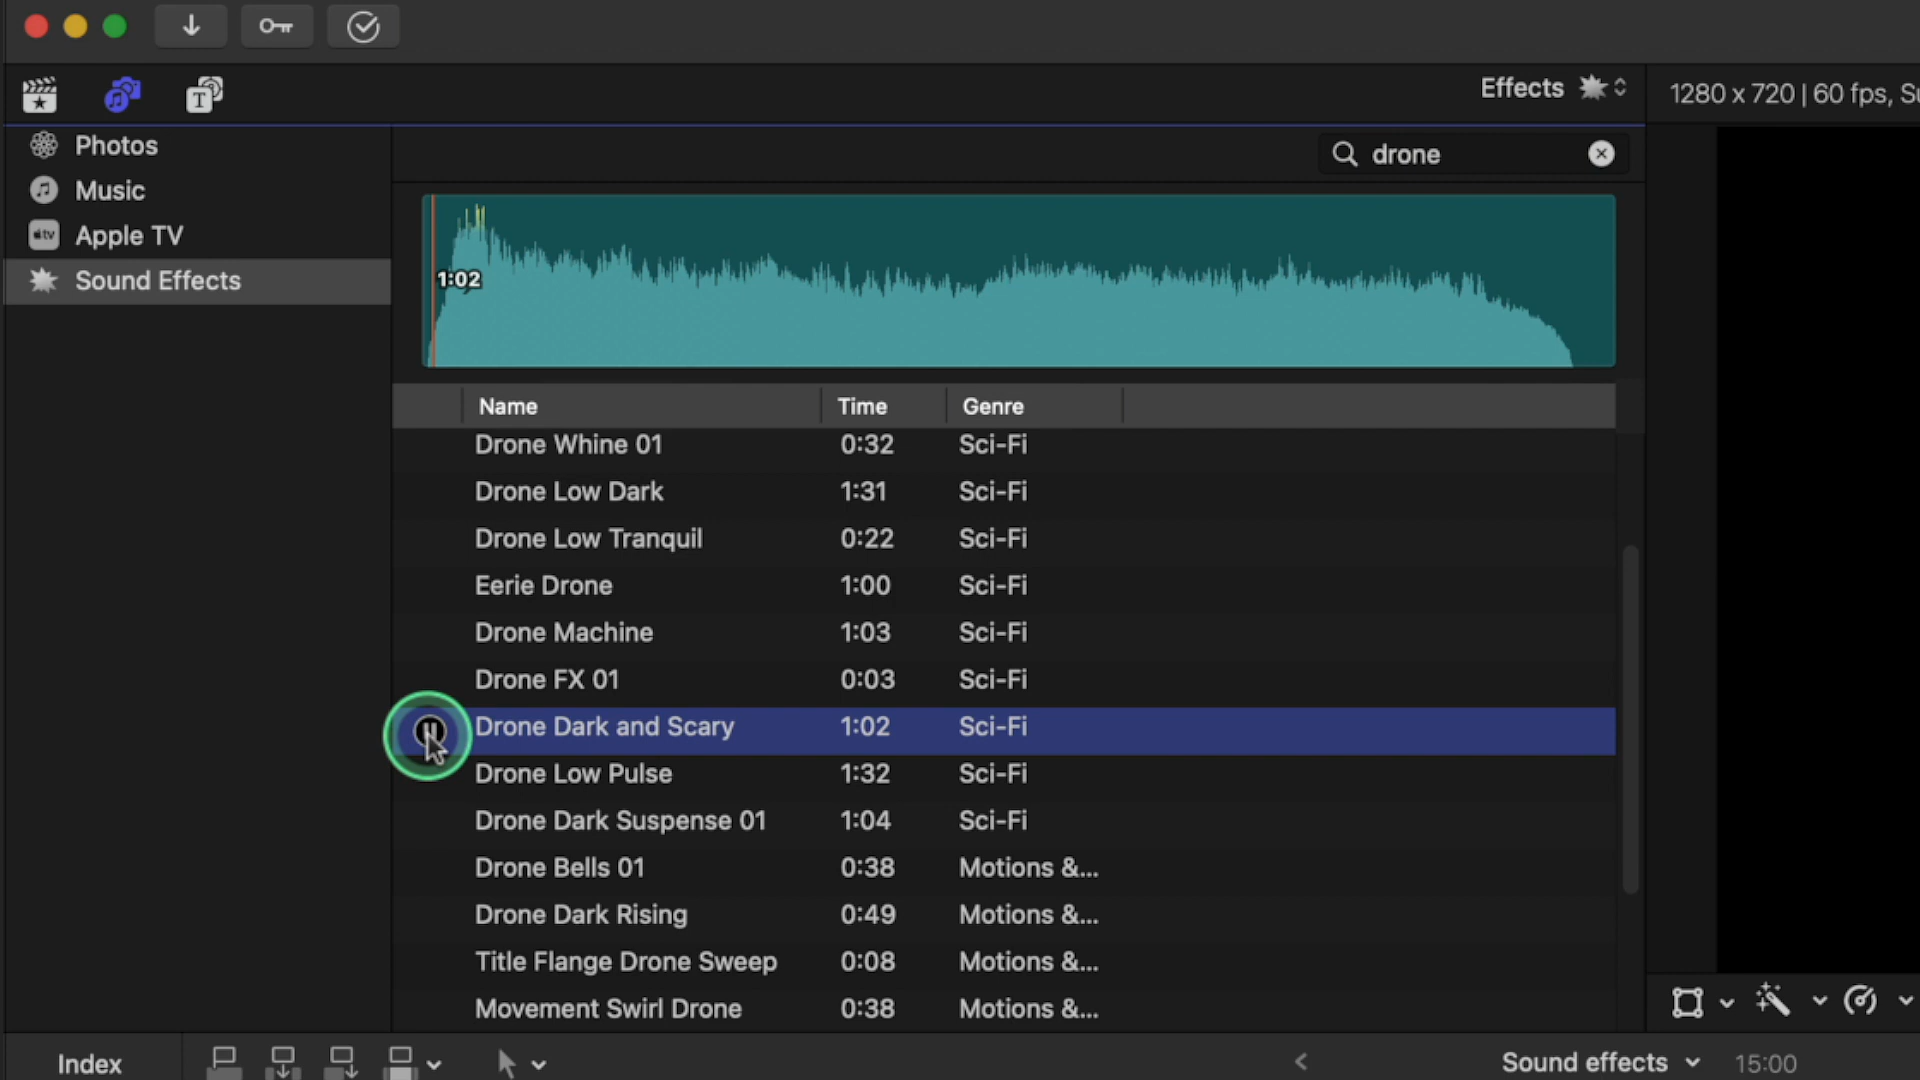 Effects
1280 x 720 | 60 fps, Su
Photos
Music
Apple TV
Sound Effects
drone
1:02
Name Time Genre
Drone Whine 01 0:32 Sci-Fi
Drone Low Dark 1:31 Sci-Fi
Drone Low Tranquil 0:22 Sci-Fi
Eerie Drone 1:00 Sci-Fi
Drone Machine 1:03 Sci-Fi
Drone FX 01 0:03 Sci-Fi
Drone Dark and Scary 1:02 Sci-Fi
Drone Low Pulse 1:32 Sci-Fi
Drone Dark Suspense 01 1:04 Sci-Fi
Drone Bells 01 0:38 Motions &...
Drone Dark Rising 0:49 Motions &...
Title Flange Drone Sweep 0:08 Motions &...
Movement Swirl Drone 0:38 Motions &...
Index
Sound effects 15:00